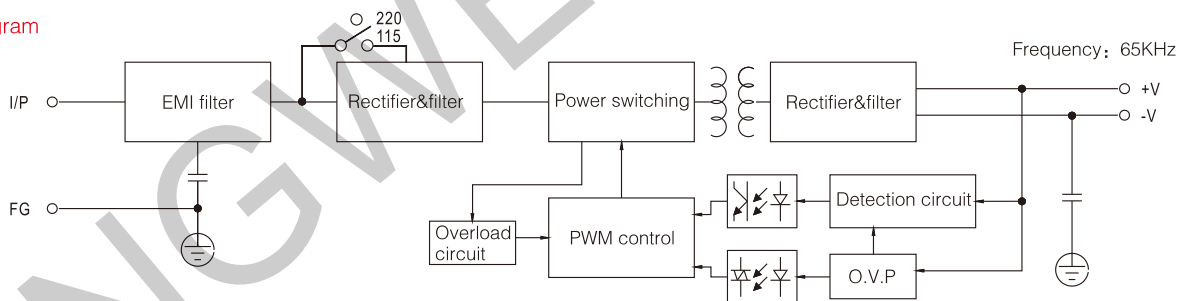 gram
220
115
Frequency: 65KHz
I/P
EMI filter
Rectifier&filter
Power switching
Rectifier&filter
+V
-V
FG
Overload
circuit
PWM control
Detection circuit
O.V.P
NGWE